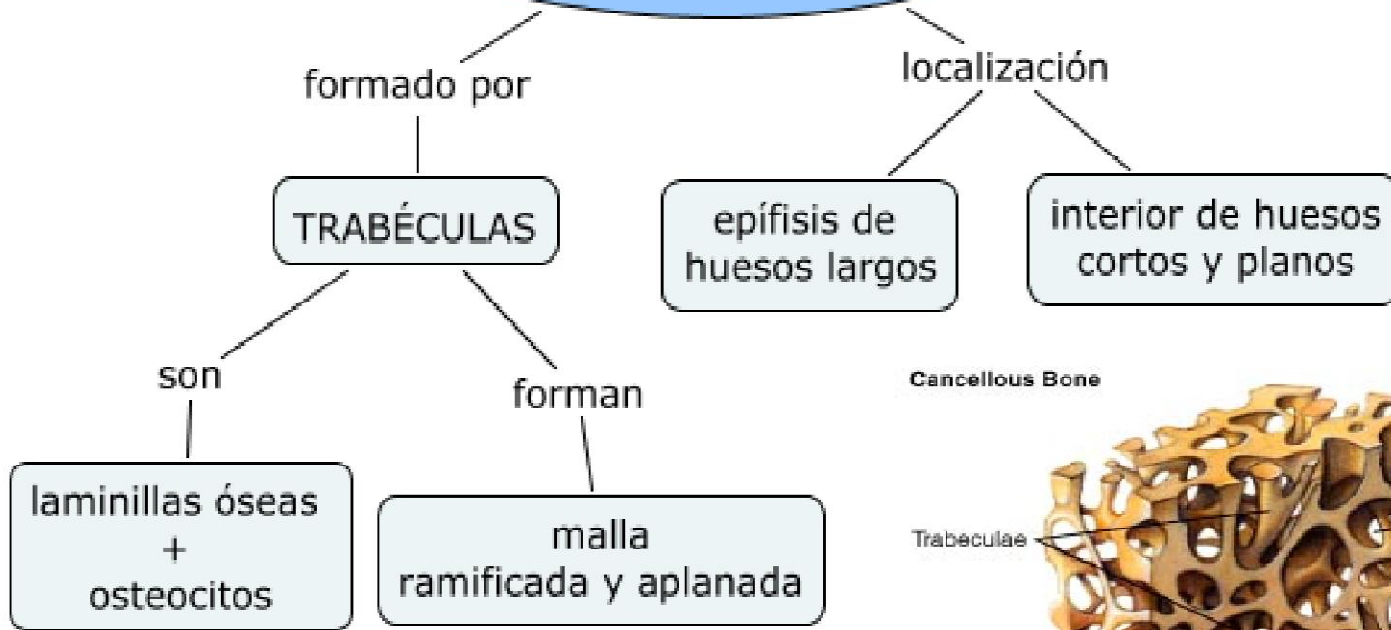 formado por
localización
TRABÉCULAS
epífisis de
huesos largos
interior de huesos
cortos y planos
son
forman
Cancellous Bone
laminillas óseas
+
osteocitos
malla
ramificada y aplanada
Trabeculae